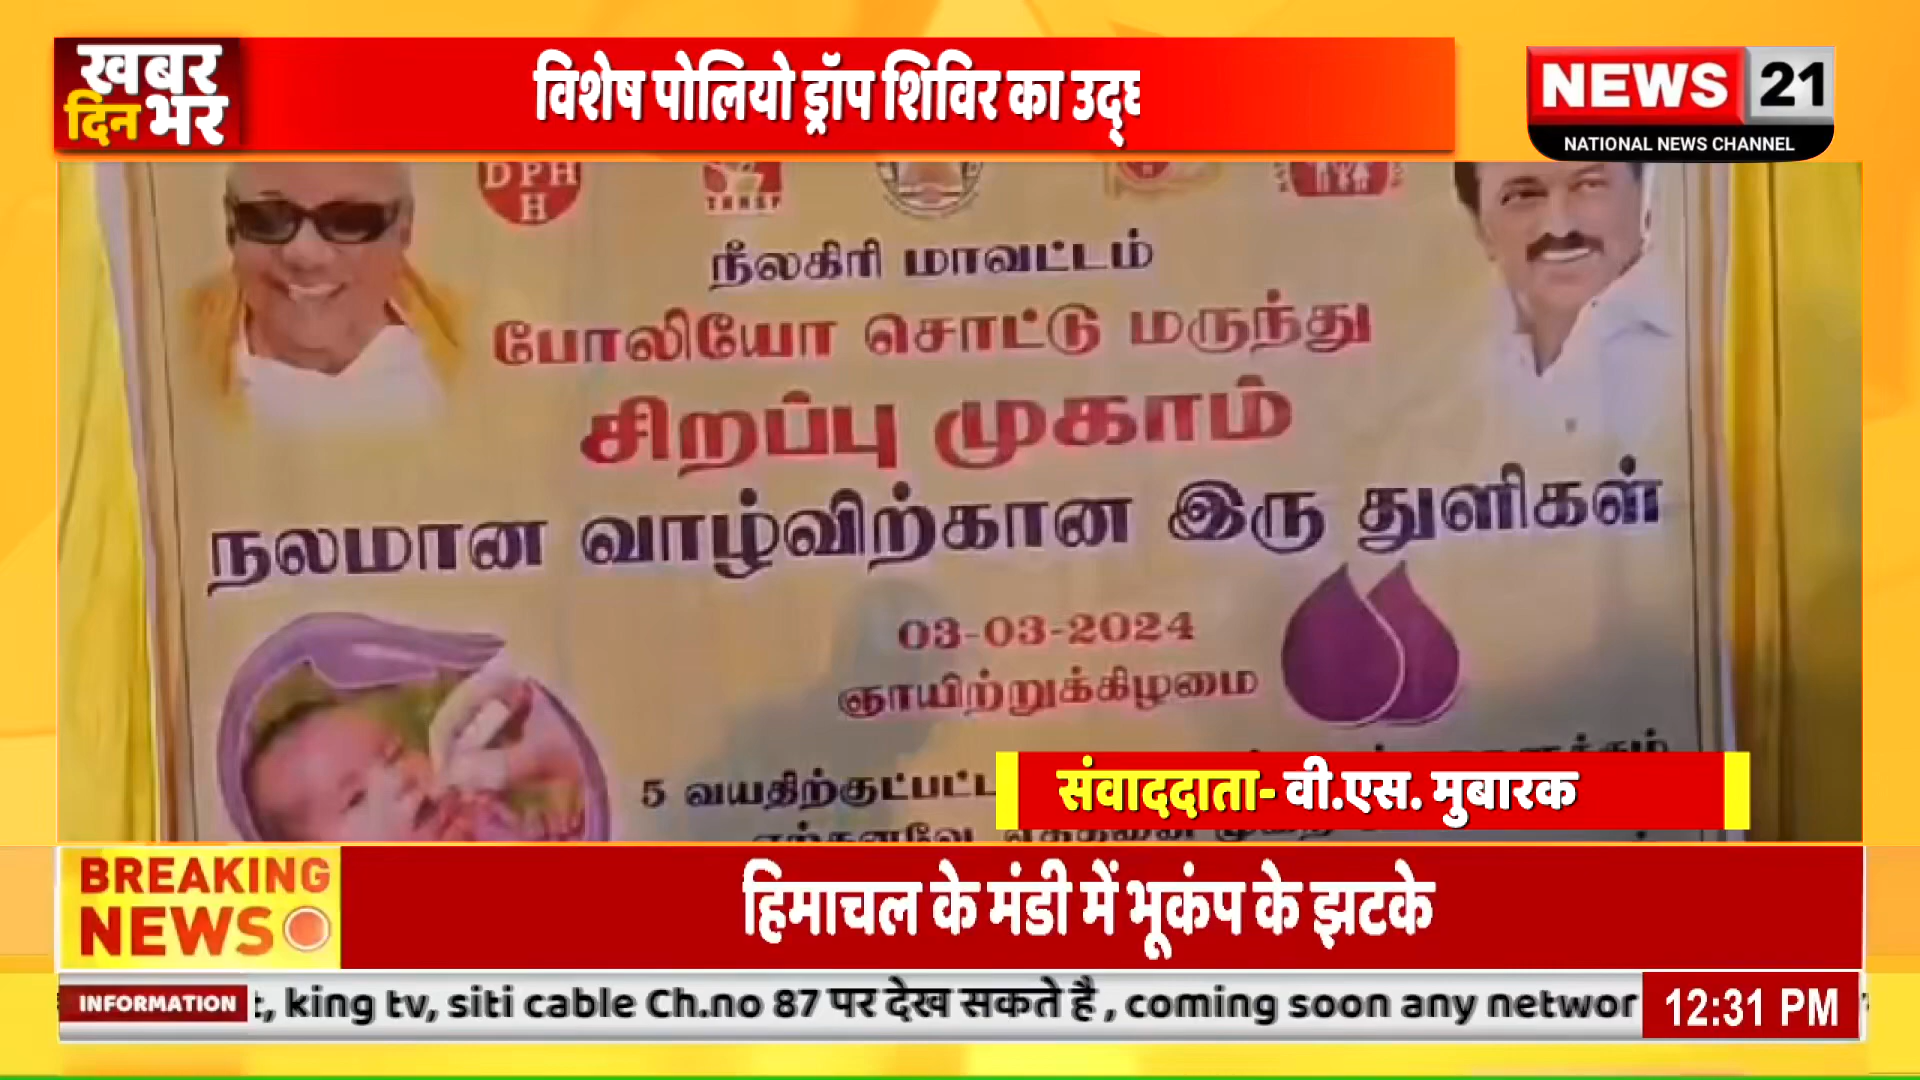 खबर
दिन भर
विशेष पोलियो ड्रॉप शिविर का उद्घ
NEWS 21
NATIONAL NEWS CHANNEL
DPH
H
TNHSP
நீலகிரி மாவட்டம்
போலியோ சொட்டு மருந்து
சிறப்பு முகாம்
நலமான வாழ்விற்கான இரு துளிகள்
03-03-2024
ஞாயிற்றுக்கிழமை
5 வயதிற்குட்பட்ட
संवाददाता- वी.एस. मुबारक
BREAKING
NEWS
हिमाचल के मंडी में भूकंप के झटके
INFORMATION
, king tv, siti cable Ch.no 87 पर देख सकते है , coming soon any networ
12:31 PM